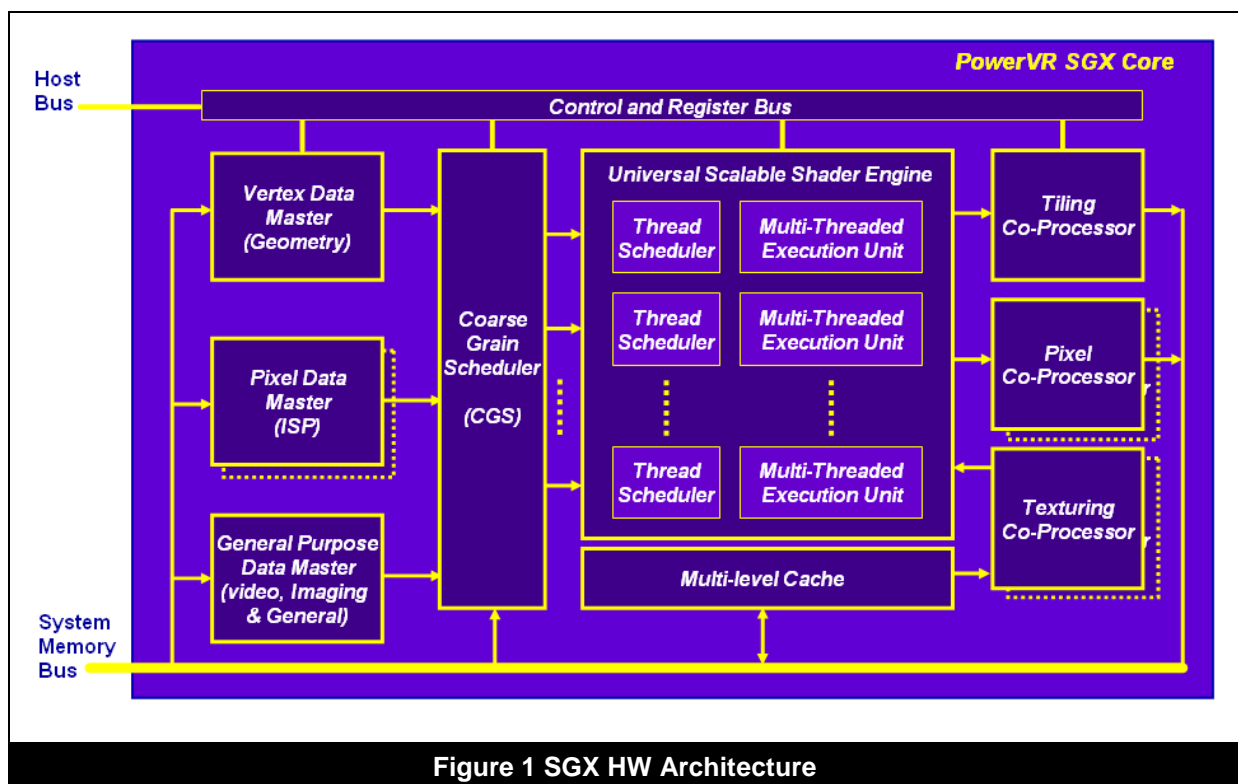 PowerVR SGX Core
Host
Bus
Control and Register Bus
Vertex Data
Master
(Geometry)
Pixel Data
Master
(ISP)
General Purpose
Data Master
(video, Imaging
& General)
Coarse
Grain
Scheduler
(CGS)
Universal Scalable Shader Engine
Thread
Scheduler
Multi-Threaded
Execution Unit
Thread
Scheduler
Multi-Threaded
Execution Unit
Thread
Scheduler
Multi-Threaded
Execution Unit
Multi-level Cache
Tiling
Co-Processor
Pixel
Co-Processor
Texturing
Co-Processor
System
Memory
Bus
Figure 1 SGX HW Architecture